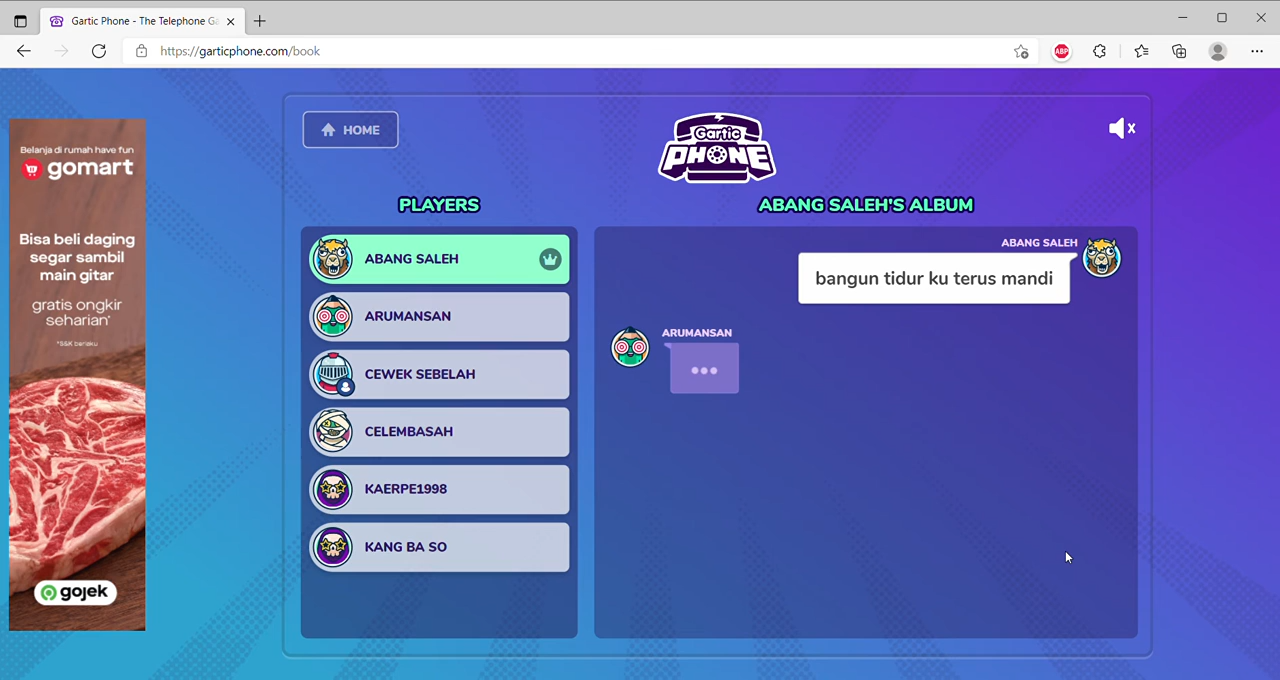 Gartic Phone - The Telephone Ga
https://garticphone.com/book
ABP
Belanja di rumah have fun
gomart
Bisa beli daging
segar sambil
main gitar
gratis ongkir
seharian*
*S&K berlaku
gojek
HOME
Gartic
PHONE
PLAYERS
ABANG SALEH
ARUMANSAN
CEWEK SEBELAH
CELEMBASAH
KAERPE1998
KANG BA SO
ABANG SALEH'S ALBUM
ABANG SALEH
bangun tidur ku terus mandi
ARUMANSAN
...